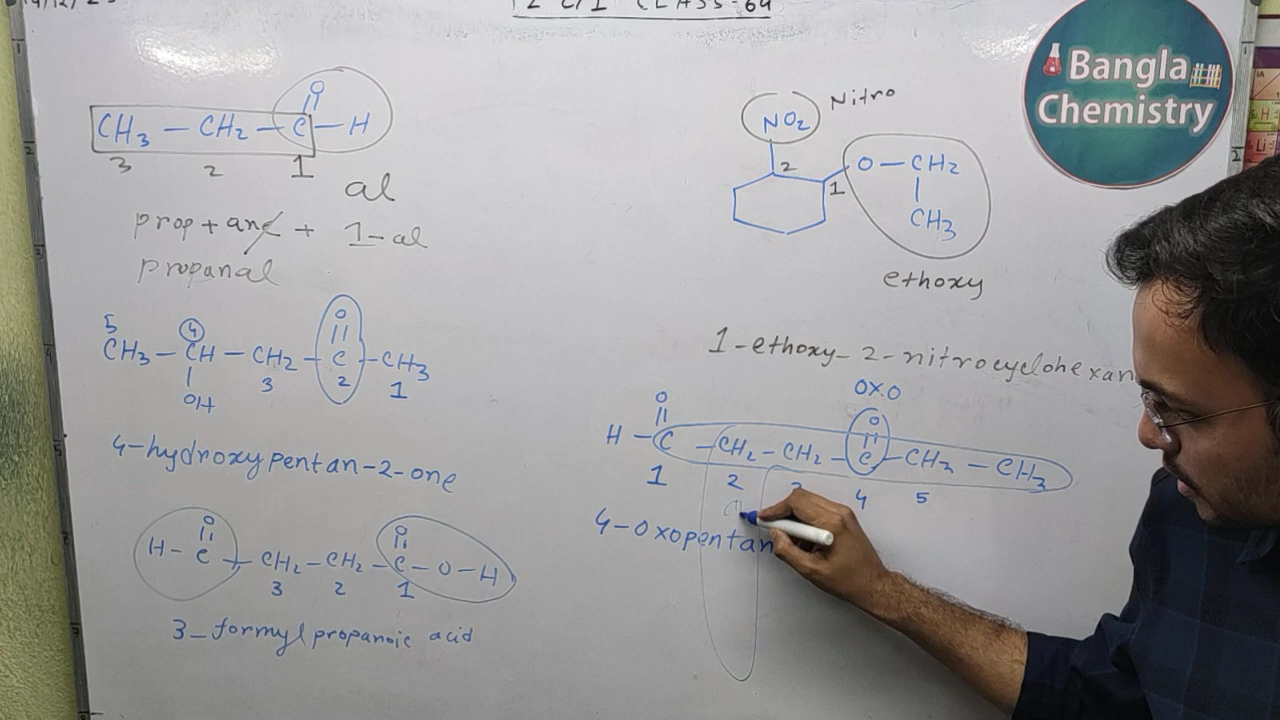 CLASS-64
Bangla
Chemistry
O
CH3 — CH2 — C — H
3 2 1
al
prop + ane + 1-al
propanal
5 4 O
CH3 — CH — CH2 — C — CH3
OH 3 2 1
4-hydroxypentan-2-one
O O
H — C — CH2 — CH2 — C — O — H
3 2 1
3-formylpropanoic acid
NO2 Nitro
2
1 O — CH2
CH3
ethoxy
1-ethoxy-2-nitrocyclohexan
OXO
O O
H — C — CH2 — CH2 — C — CH2 — CH3
1 2 3 4 5
4-Oxopentan